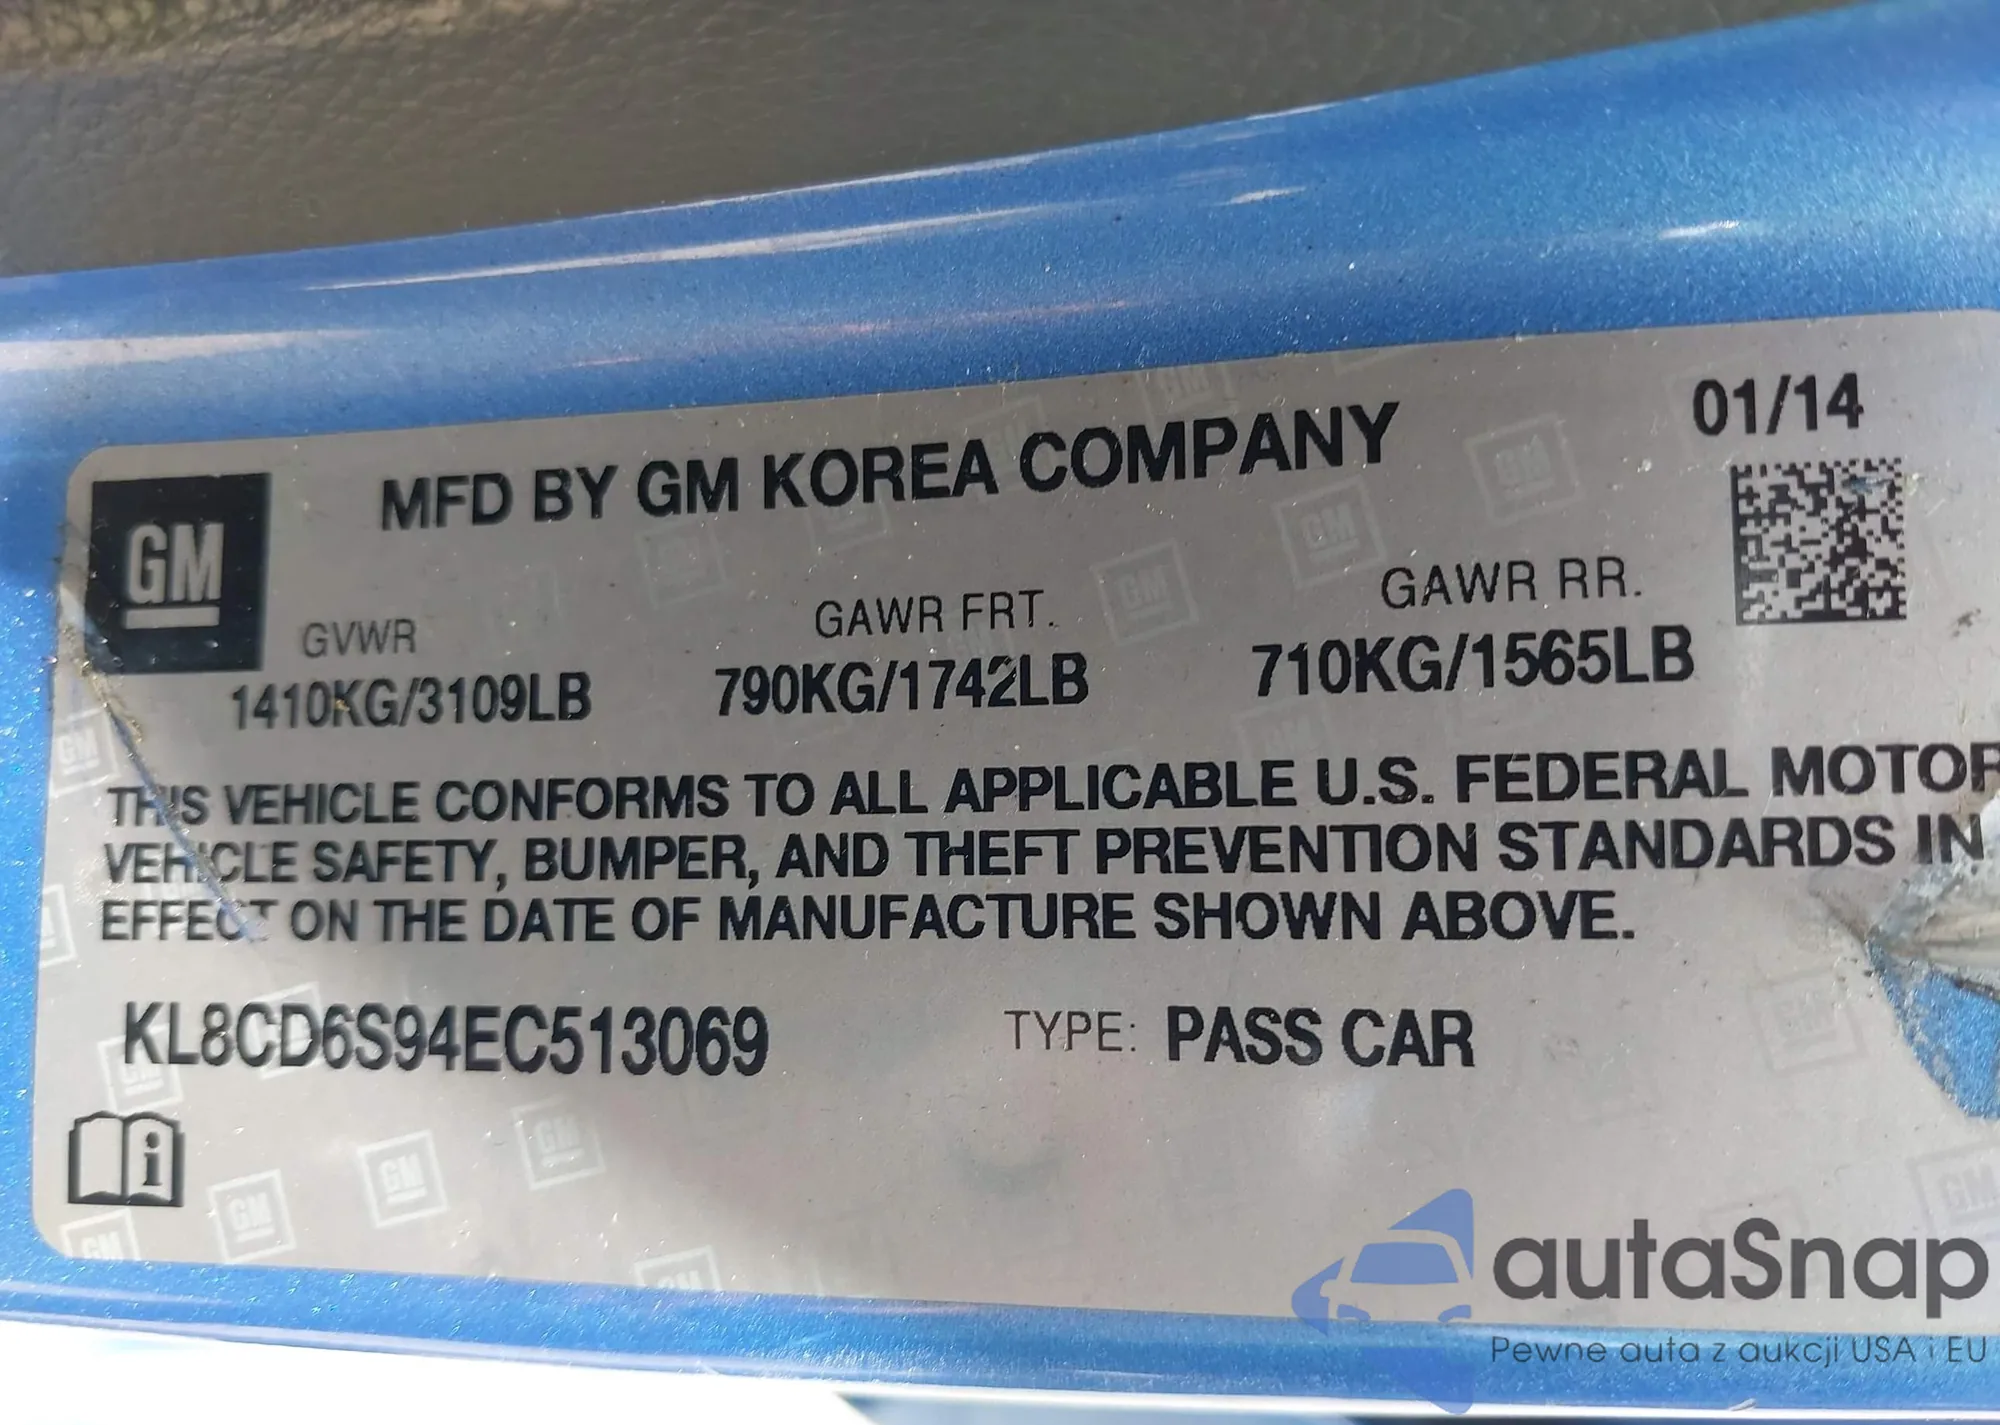 MFD BY GM KOREA COMPANY
01/14
GM
GVWR
GAWR FRT.
GAWR RR.
1410KG/3109LB
790KG/1742LB
710KG/1565LB
THIS VEHICLE CONFORMS TO ALL APPLICABLE U.S. FEDERAL MOTOR
VEHICLE SAFETY, BUMPER, AND THEFT PREVENTION STANDARDS IN
EFFECT ON THE DATE OF MANUFACTURE SHOWN ABOVE.
KL8CD6S94EC513069
TYPE: PASS CAR
autaSnap
Pewne auta z aukcji USA i EU